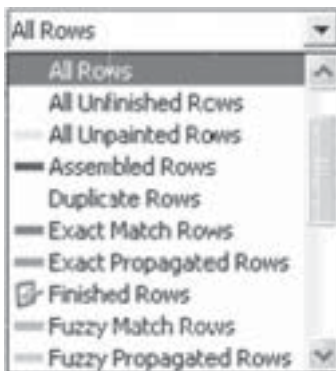 All Rows
All Rows
All Unfinished Rows
All Unpainted Rows
Assembled Rows
Duplicate Rows
Exact Match Rows
Exact Propagated Rows
Finished Rows
Fuzzy Match Rows
Fuzzy Propagated Rows